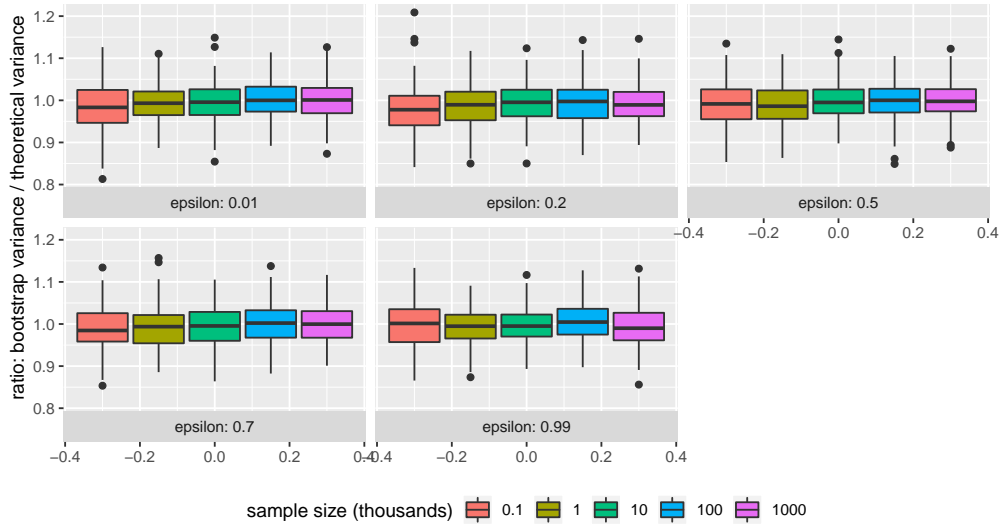 ratio: bootstrap variance / theoretical variance
1.2
1.1
1.0
0.9
0.8
epsilon: 0.01
epsilon: 0.2
epsilon: 0.5
−0.4 −0.2 0.0 0.2 0.4
1.2
1.1
1.0
0.9
0.8
epsilon: 0.7
epsilon: 0.99
−0.4 −0.2 0.0 0.2 0.4
−0.4 −0.2 0.0 0.2 0.4
sample size (thousands) 0.1 1 10 100 1000